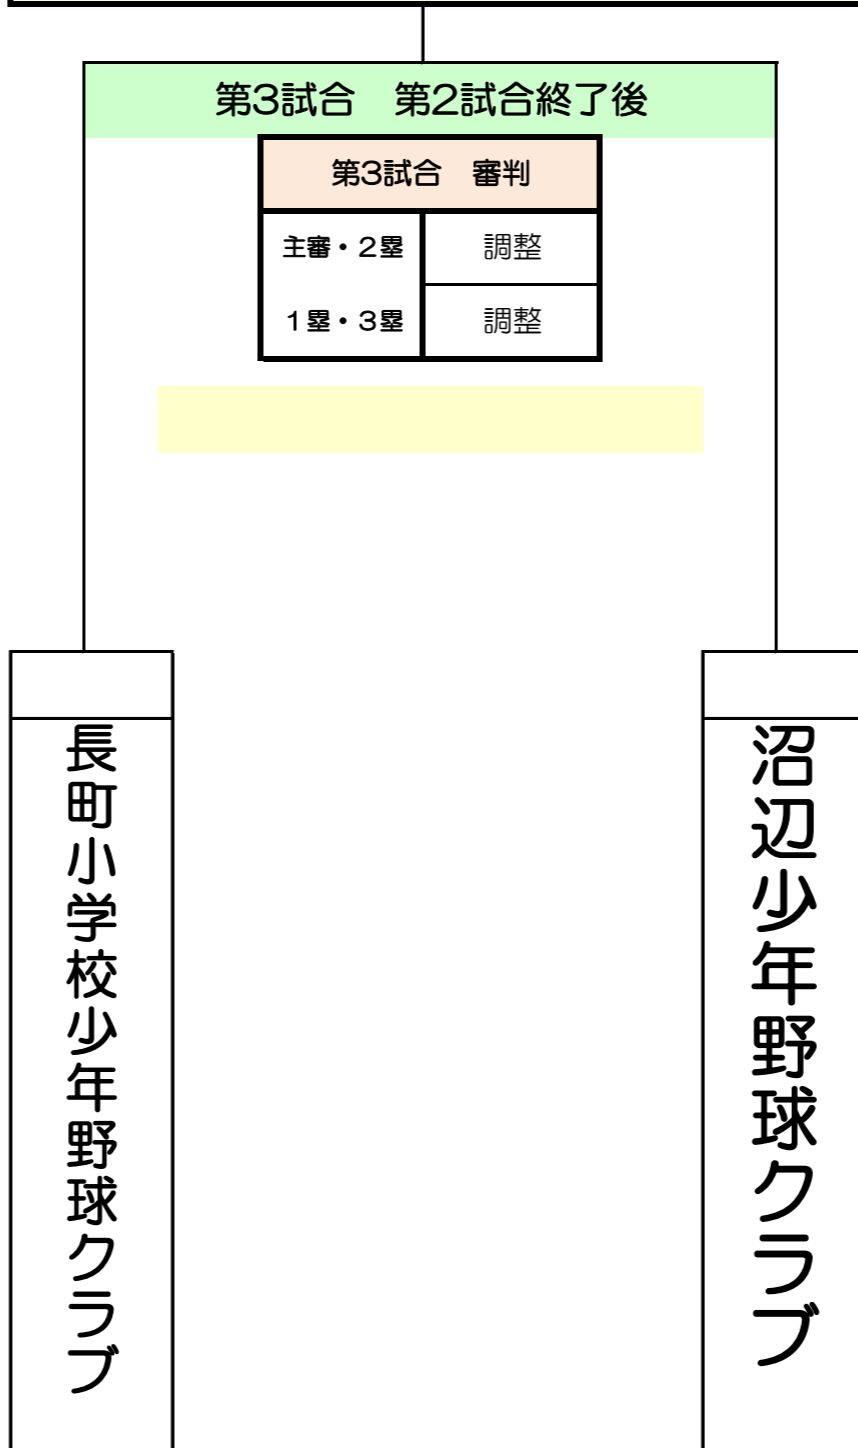 第3試合　第2試合終了後
第3試合　審判
主審・2塁　調整
1塁・3塁　調整
長町小学校少年野球クラブ
沼辺少年野球クラブ